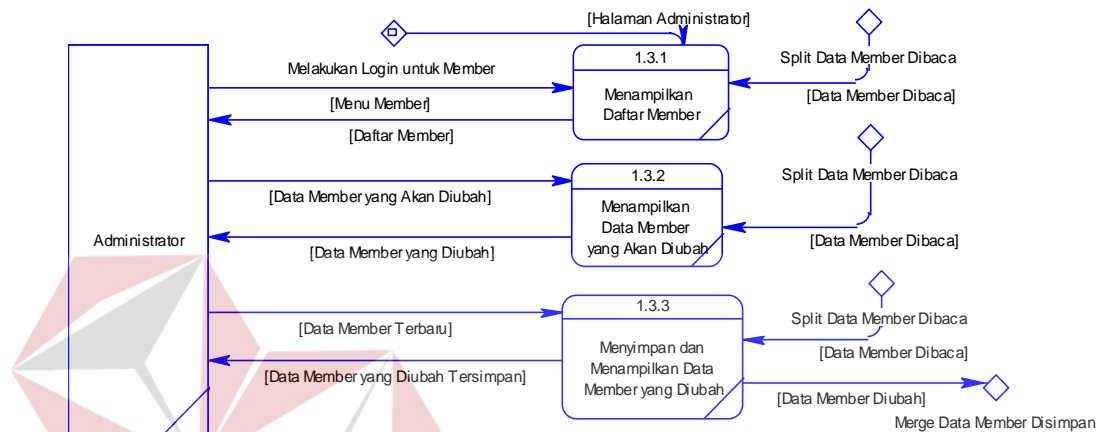 [Halaman Administrator]
Melakukan Login untuk Member
[Menu Member]
[Daftar Member]
1.3.1
Menampilkan
Daftar Member
Split Data Member Dibaca
[Data Member Dibaca]
Administrator
[Data Member yang Akan Diubah]
[Data Member yang Diubah]
1.3.2
Menampilkan
Data Member
yang Akan Diubah
Split Data Member Dibaca
[Data Member Dibaca]
[Data Member Terbaru]
[Data Member yang Diubah Tersimpan]
1.3.3
Menyimpan dan
Menampilkan Data
Member yang Diubah
Split Data Member Dibaca
[Data Member Dibaca]
[Data Member Diubah]
Merge Data Member Disimpan